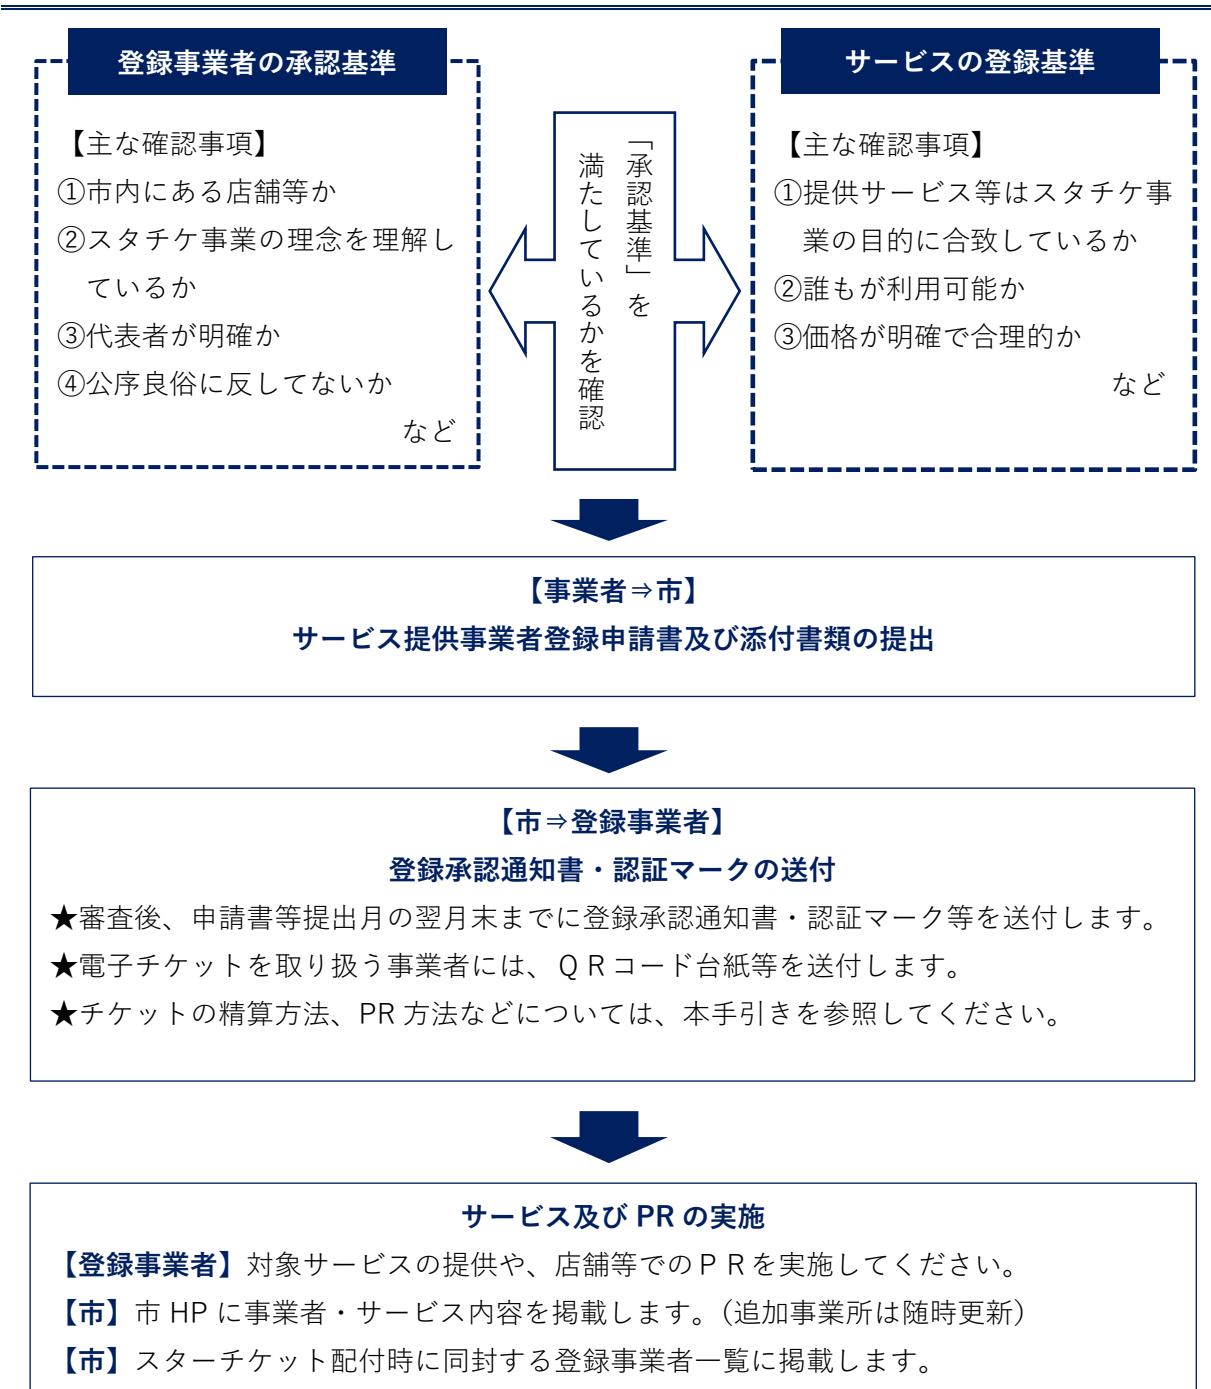 登録事業者の承認基準
【主な確認事項】
①市内にある店舗等か
②スタチケ事業の理念を理解し
ているか
③代表者が明確か
④公序良俗に反してないか
など
「承認基準」を
満たしているかを確認
サービスの登録基準
【主な確認事項】
①提供サービス等はスタチケ事
業の目的に合致しているか
②誰もが利用可能か
③価格が明確で合理的か
など
【事業者⇒市】
サービス提供事業者登録申請書及び添付書類の提出
【市⇒登録事業者】
登録承認通知書・認証マークの送付
★審査後、申請書等提出月の翌月末までに登録承認通知書・認証マーク等を送付します。
★電子チケットを取り扱う事業者には、ＱＲコード台紙等を送付します。
★チケットの精算方法、PR 方法などについては、本手引きを参照してください。
サービス及び PR の実施
【登録事業者】対象サービスの提供や、店舗等でのＰＲを実施してください。
【市】市 HP に事業者・サービス内容を掲載します。（追加事業所は随時更新）
【市】スターチケット配付時に同封する登録事業者一覧に掲載します。